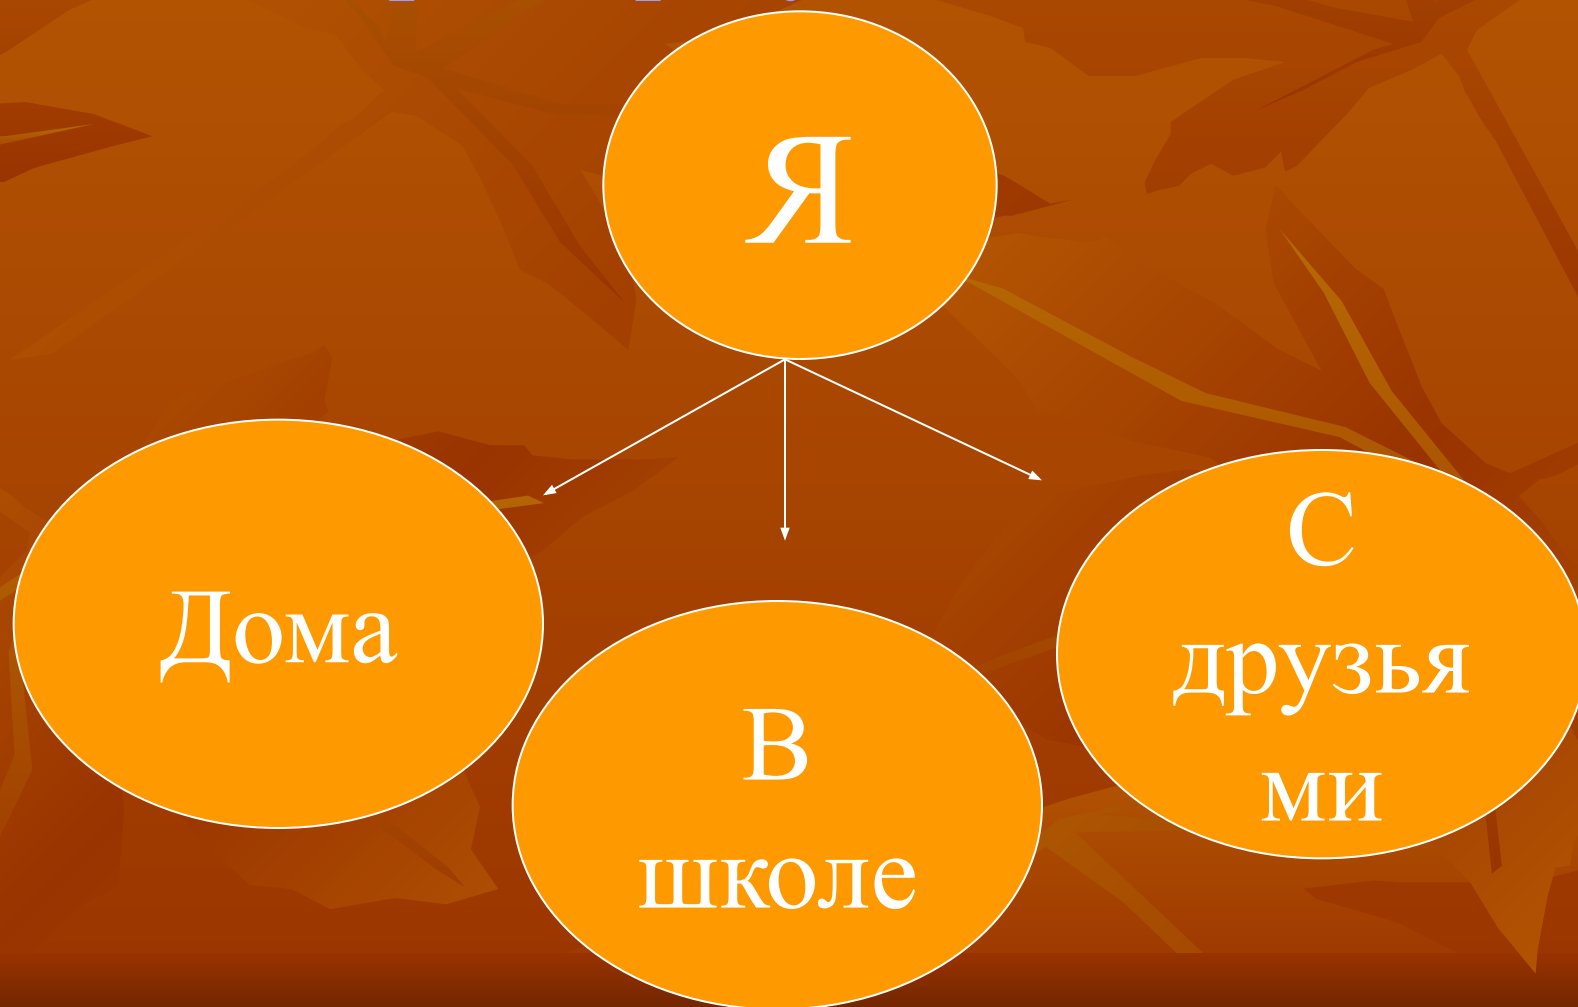 Я
Дома
В
школе
С
друзья
ми